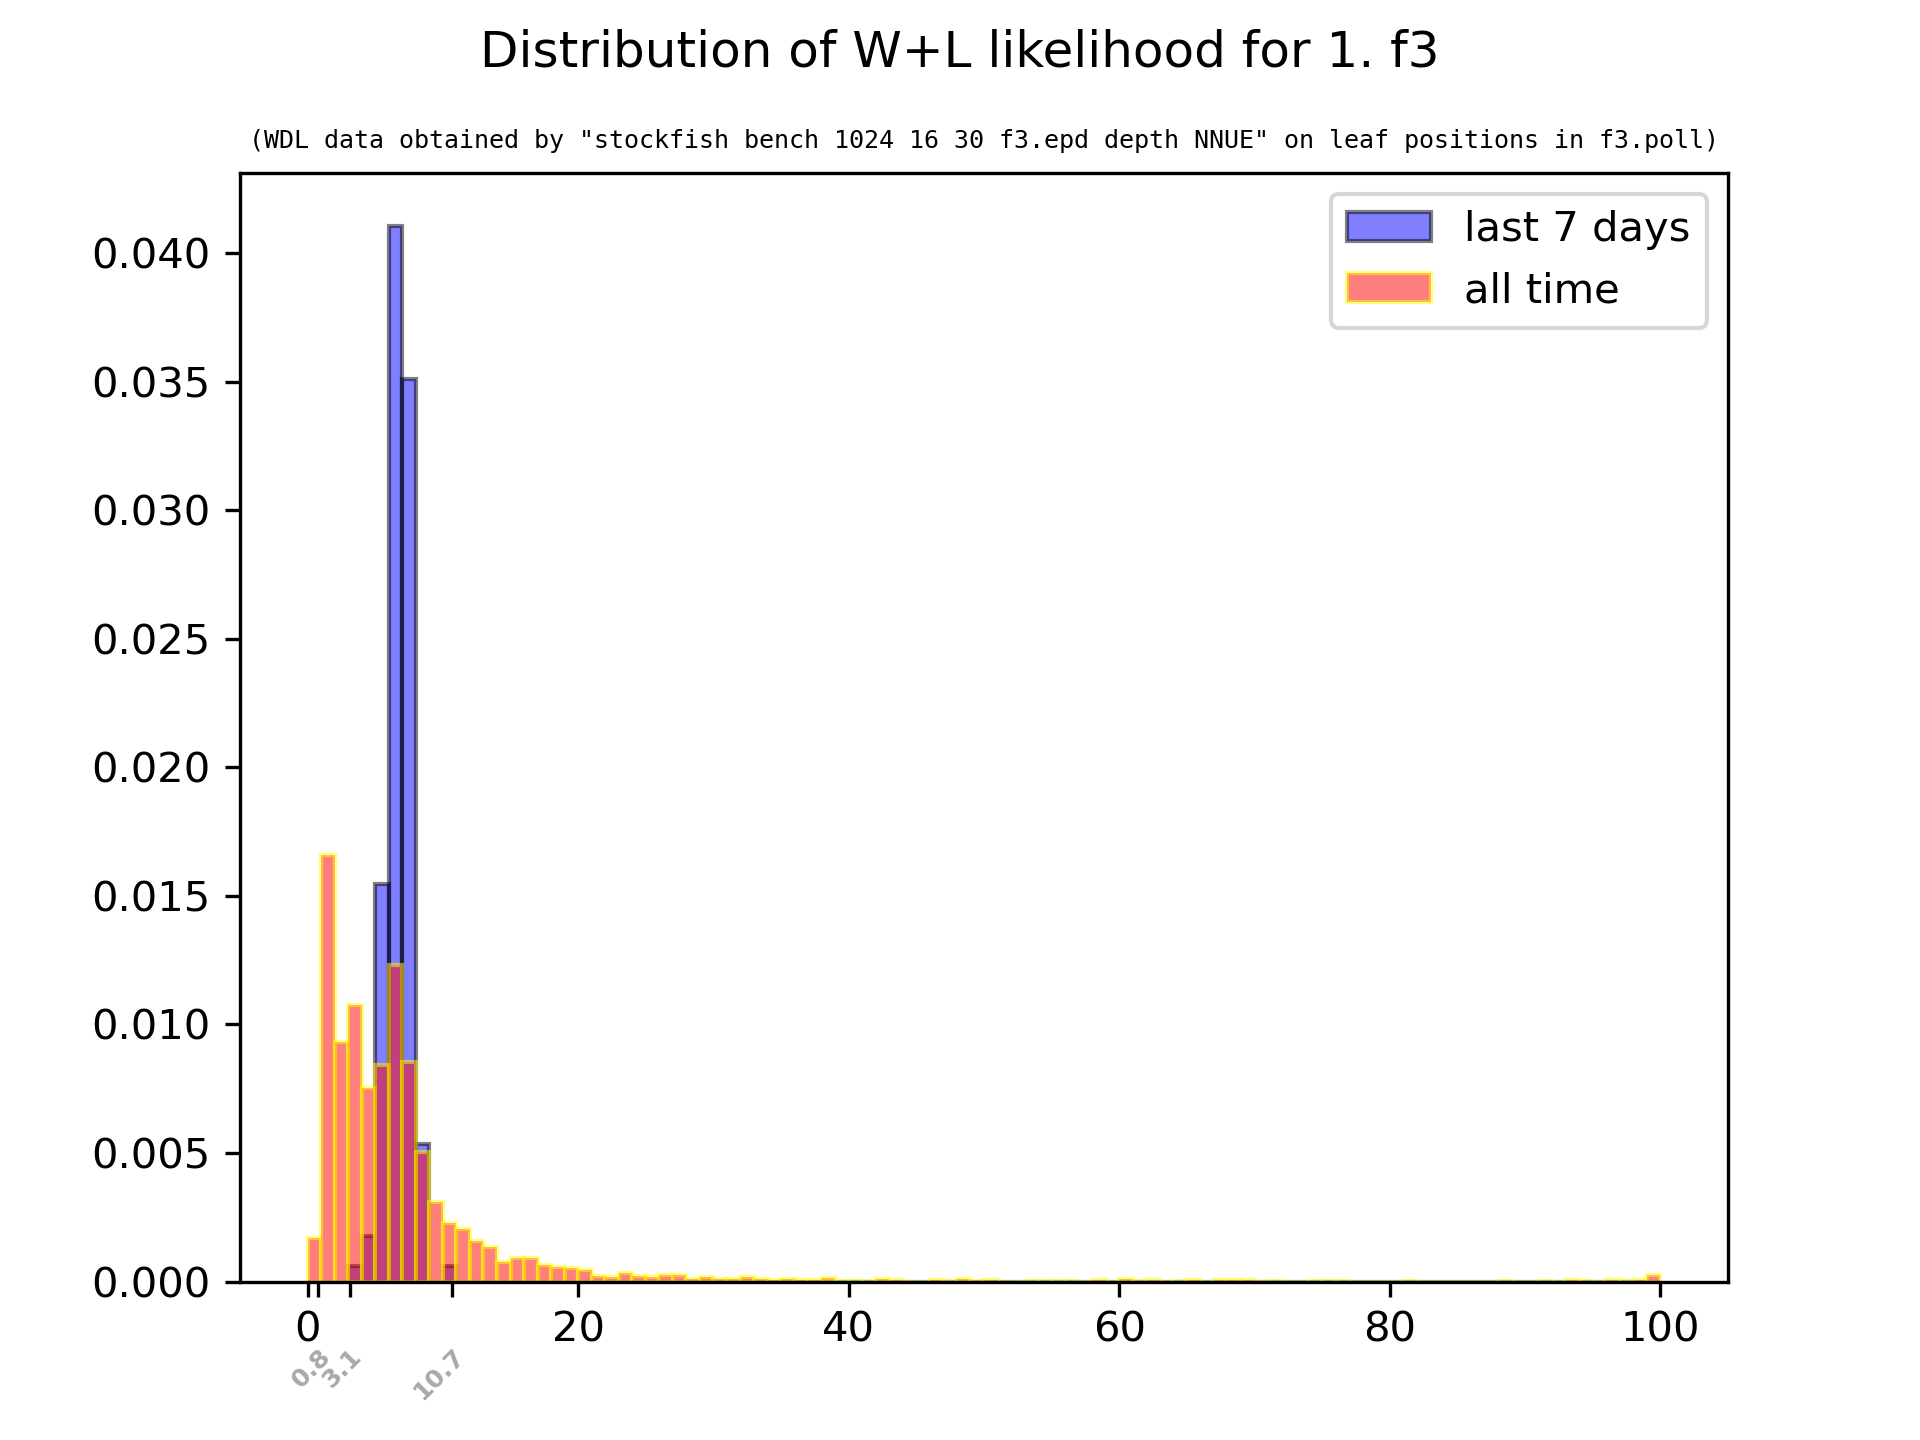 Distribution of W+L likelihood for 1. f3
(WDL data obtained by "stockfish bench 1024 16 30 f3.epd depth NNUE" on leaf positions in f3.poll)
last 7 days
all time
0.040
0.035
0.030
0.025
0.020
0.015
0.010
0.005
0.000
0 20 40 60 80 100
0.8 3.1 10.7